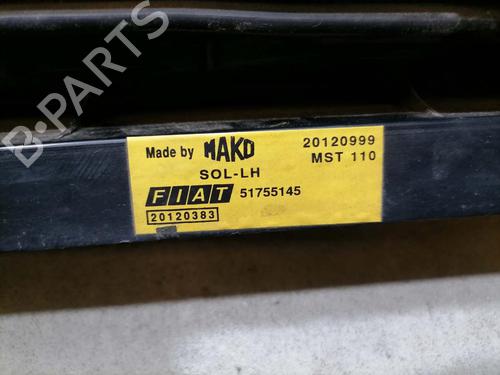 B-PARTS
Made by MAKO 20120999
SOL-LH MST 110
FIAT 51755145
20120383